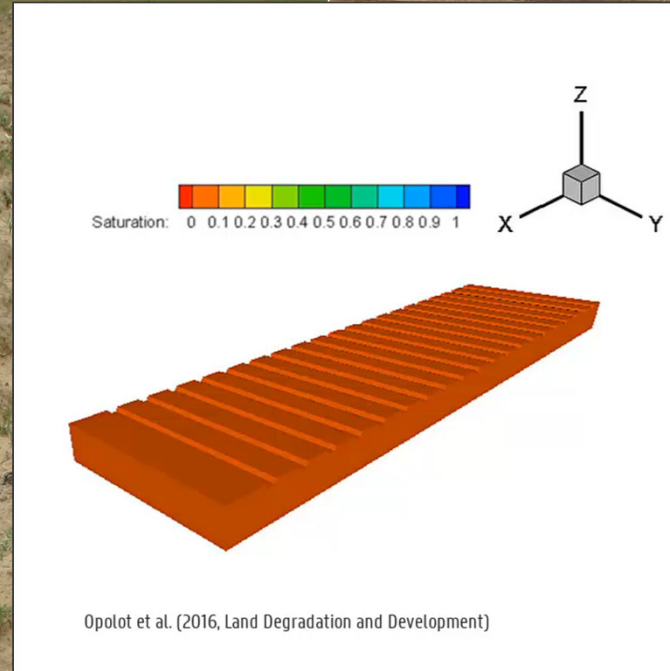 Z
Saturation: 0 0.1 0.2 0.3 0.4 0.5 0.6 0.7 0.8 0.9 1
X Y
Opolot et al. (2016, Land Degradation and Development)